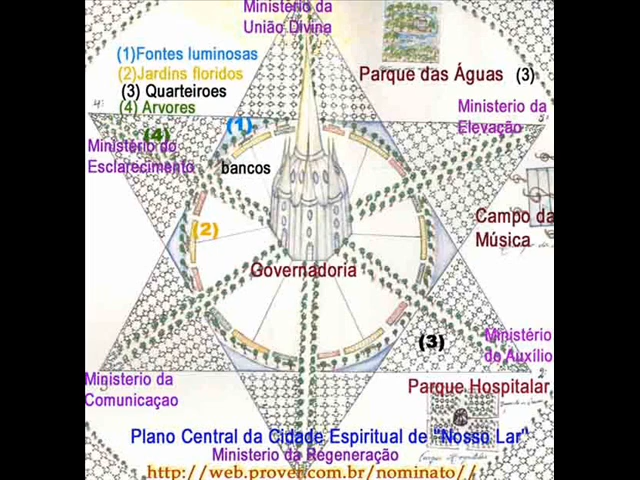 Ministério da
União Divina
(1)Fontes luminosas
(2)Jardins floridos
(3) Quarteiroes
(4) Arvores
Parque das Águas (3)
Ministerio da
Elevação
(1)
(4)
Ministério do
Esclarecimento
bancos
Campo da
Música
(2)
Governadoria
(3)
Ministério
do Auxílio
Ministerio da
Comunicaçao
Parque Hospitalar
Plano Central da Cidade Espiritual de "Nosso Lar"
Ministerio da Regeneração
http://web.prover.com.br/nominato//